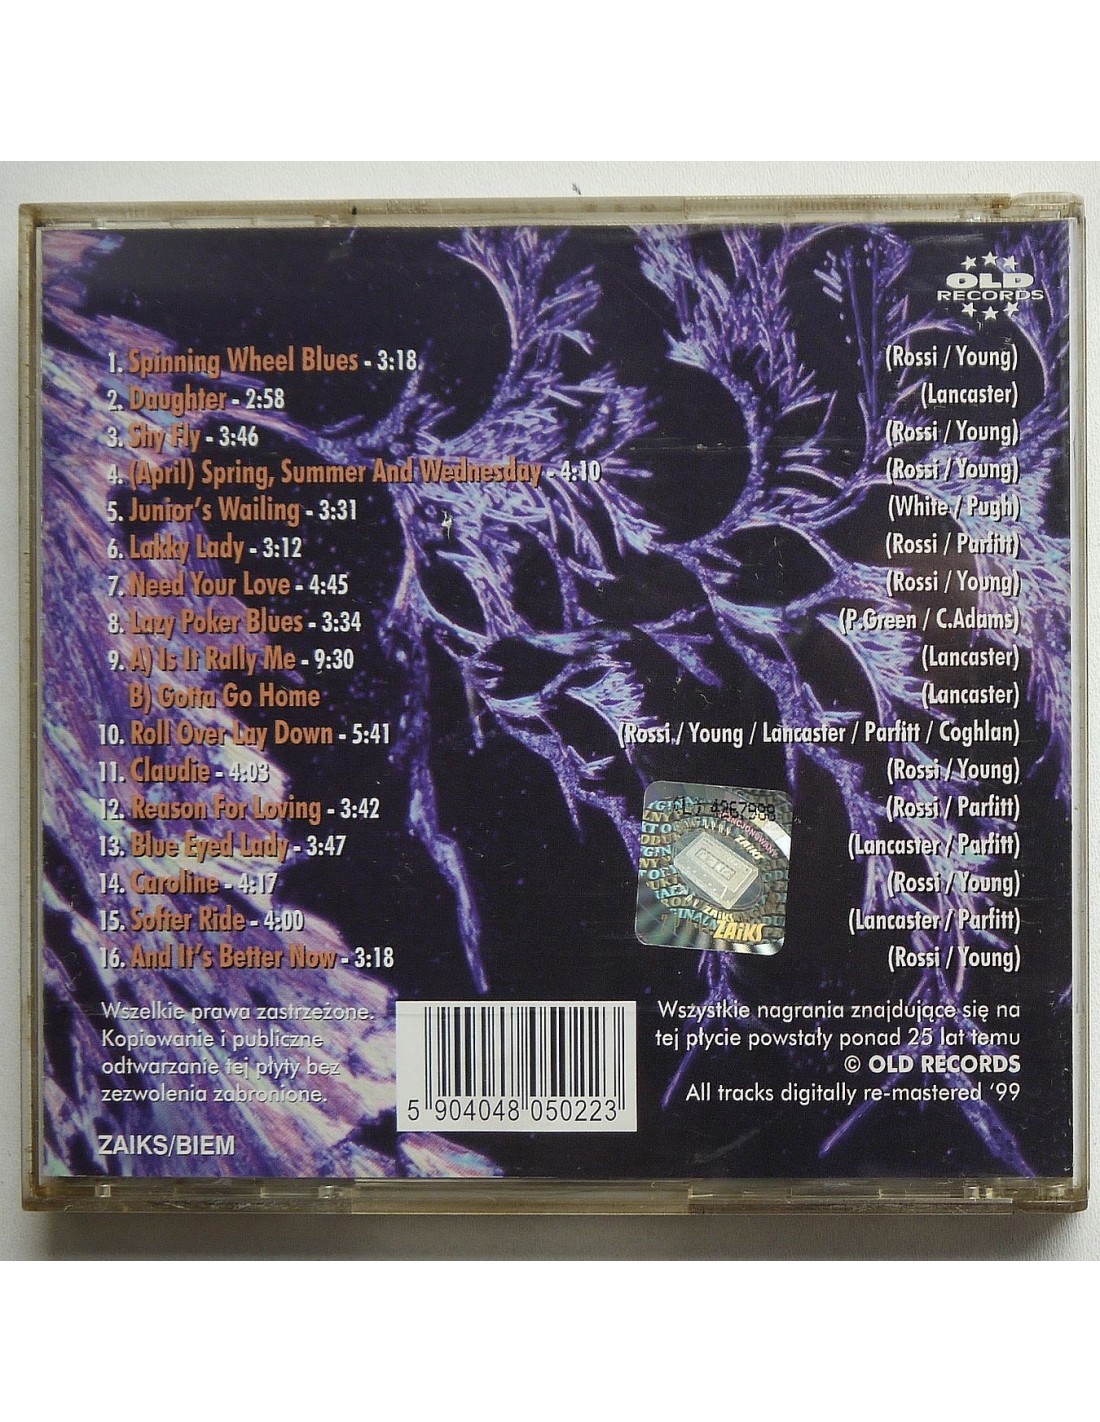 OLD
RECORDS
1. Spinning Wheel Blues - 3:18 (Rossi / Young)
2. Daughter - 2:58 (Lancaster)
3. Shy Fly - 3:46 (Rossi / Young)
4. (April) Spring, Summer And Wednesday - 4:10 (Rossi / Young)
5. Junior's Wailing - 3:31 (White / Pugh)
6. Lakky Lady - 3:12 (Rossi / Parfitt)
7. Need Your Love - 4:45 (Rossi / Young)
8. Lazy Poker Blues - 3:34 (P.Green / C.Adams)
9. A) Is It Rally Me - 9:30 (Lancaster)
B) Gotta Go Home (Lancaster)
10. Roll Over Lay Down - 5:41 (Rossi / Young / Lancaster / Parfitt / Coghlan)
11. Claudie - 4:03 (Rossi / Young)
12. Reason For Loving - 3:42 (Rossi / Parfitt)
13. Blue Eyed Lady - 3:47 (Lancaster / Parfitt)
14. Caroline - 4:17 (Rossi / Young)
15. Softer Ride - 4:00 (Lancaster / Parfitt)
16. And It's Better Now - 3:18 (Rossi / Young)
ZAiKS
ZAiKS
ZAiKS
Wszelkie prawa zastrzeżone.
Kopiowanie i publiczne
odtwarzanie tej płyty bez
zezwolenia zabronione.
ZAIKS/BIEM
5 904048 050223
Wszystkie nagrania znajdujące się na
tej płycie powstały ponad 25 lat temu
© OLD RECORDS
All tracks digitally re-mastered '99